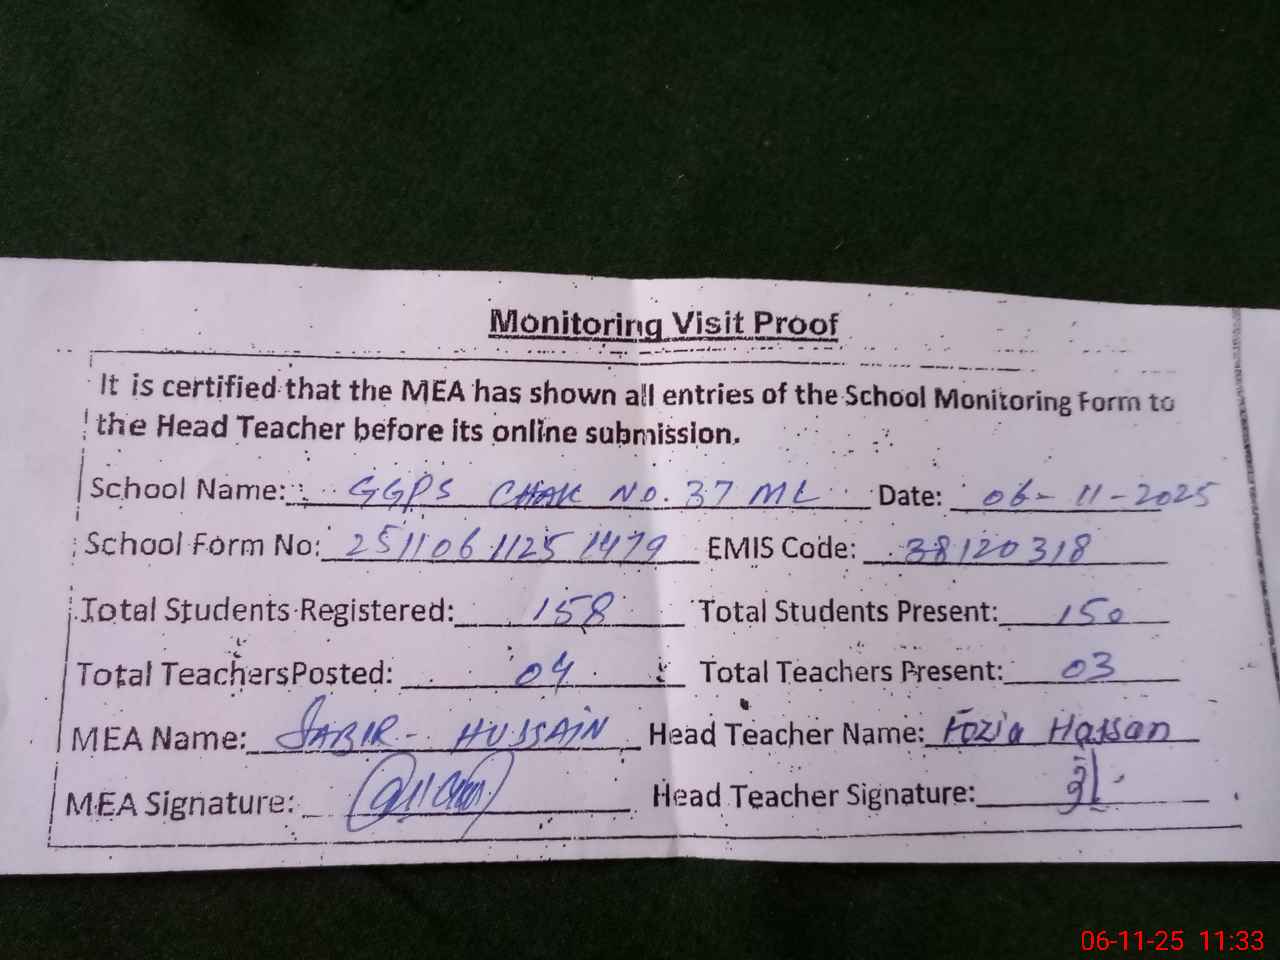 Monitoring Visit Proof
It is certified that the MEA has shown all entries of the School Monitoring Form to
the Head Teacher before its online submission.
School Name: GGPS CHAK NO. 37 ML Date: 06-11-2025
School Form No: 25110611251479 EMIS Code: 38120318
Total Students Registered: 158 Total Students Present: 150
Total TeachersPosted: 04 Total Teachers Present: 03
MEA Name: SABIR - HUSSAIN Head Teacher Name: Fozia Hassan
MEA Signature: Head Teacher Signature:
06-11-25 11:33